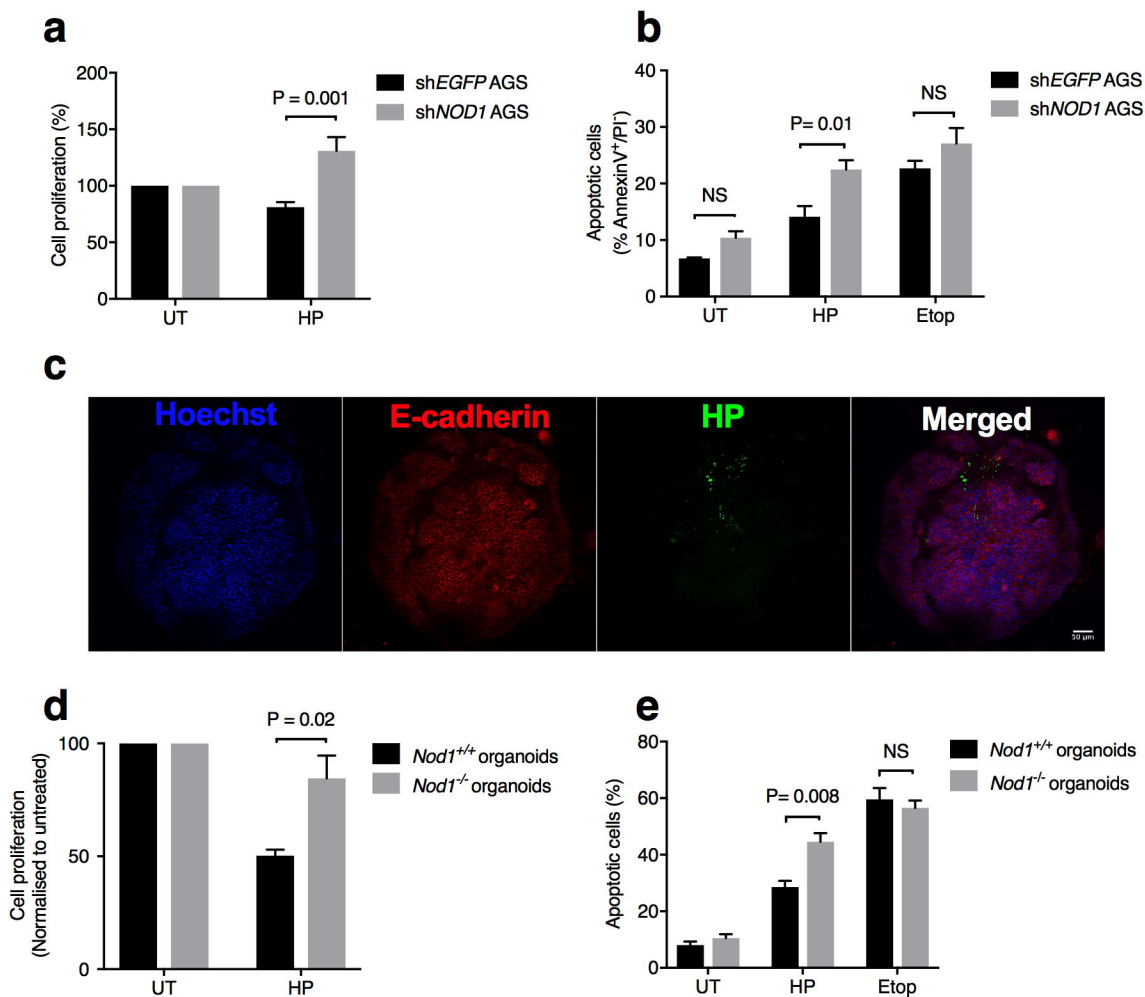 a
200
150
100
50
0
Cell proliferation (%)
P = 0.001
UT
HP
shEGFP AGS
shNOD1 AGS
b
40
30
20
10
0
Apoptotic cells
(% AnnexinV⁺/PI⁻)
NS
P= 0.01
NS
UT
HP
Etop
shEGFP AGS
shNOD1 AGS
c
Hoechst
E-cadherin
HP
Merged
50 µm
d
100
50
0
Cell proliferation
(Normalised to untreated)
P = 0.02
UT
HP
Nod1⁺/⁺ organoids
Nod1⁻/⁻ organoids
e
80
60
40
20
0
Apoptotic cells (%)
P= 0.008
NS
UT
HP
Etop
Nod1⁺/⁺ organoids
Nod1⁻/⁻ organoids